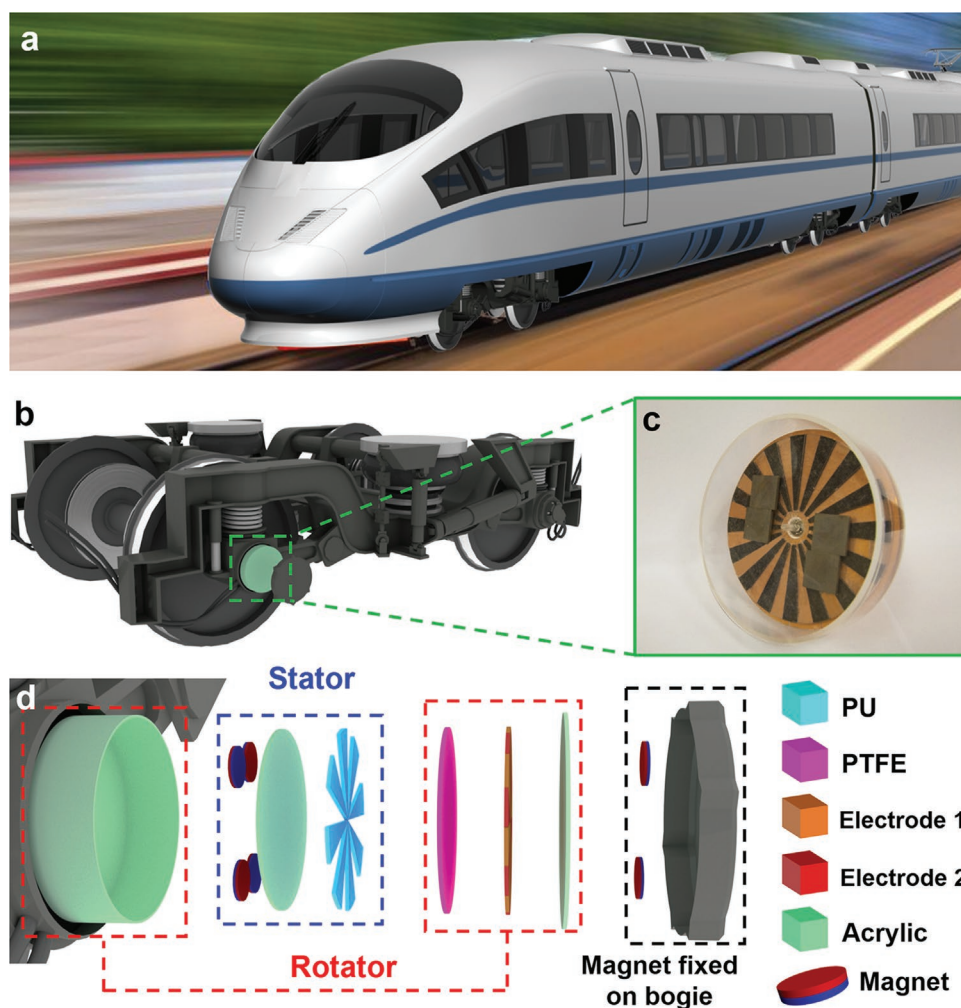 a
b
c
d
Stator
Rotator
Magnet fixed
on bogie
PU
PTFE
Electrode 1
Electrode 2
Acrylic
Magnet